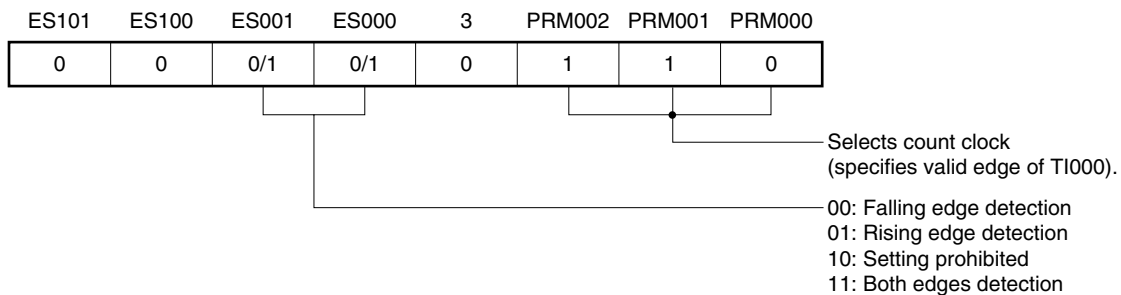 ES101 ES100 ES001 ES000 3 PRM002 PRM001 PRM000
0 0 0/1 0/1 0 1 1 0
Selects count clock
(specifies valid edge of TI000).
00: Falling edge detection
01: Rising edge detection
10: Setting prohibited
11: Both edges detection